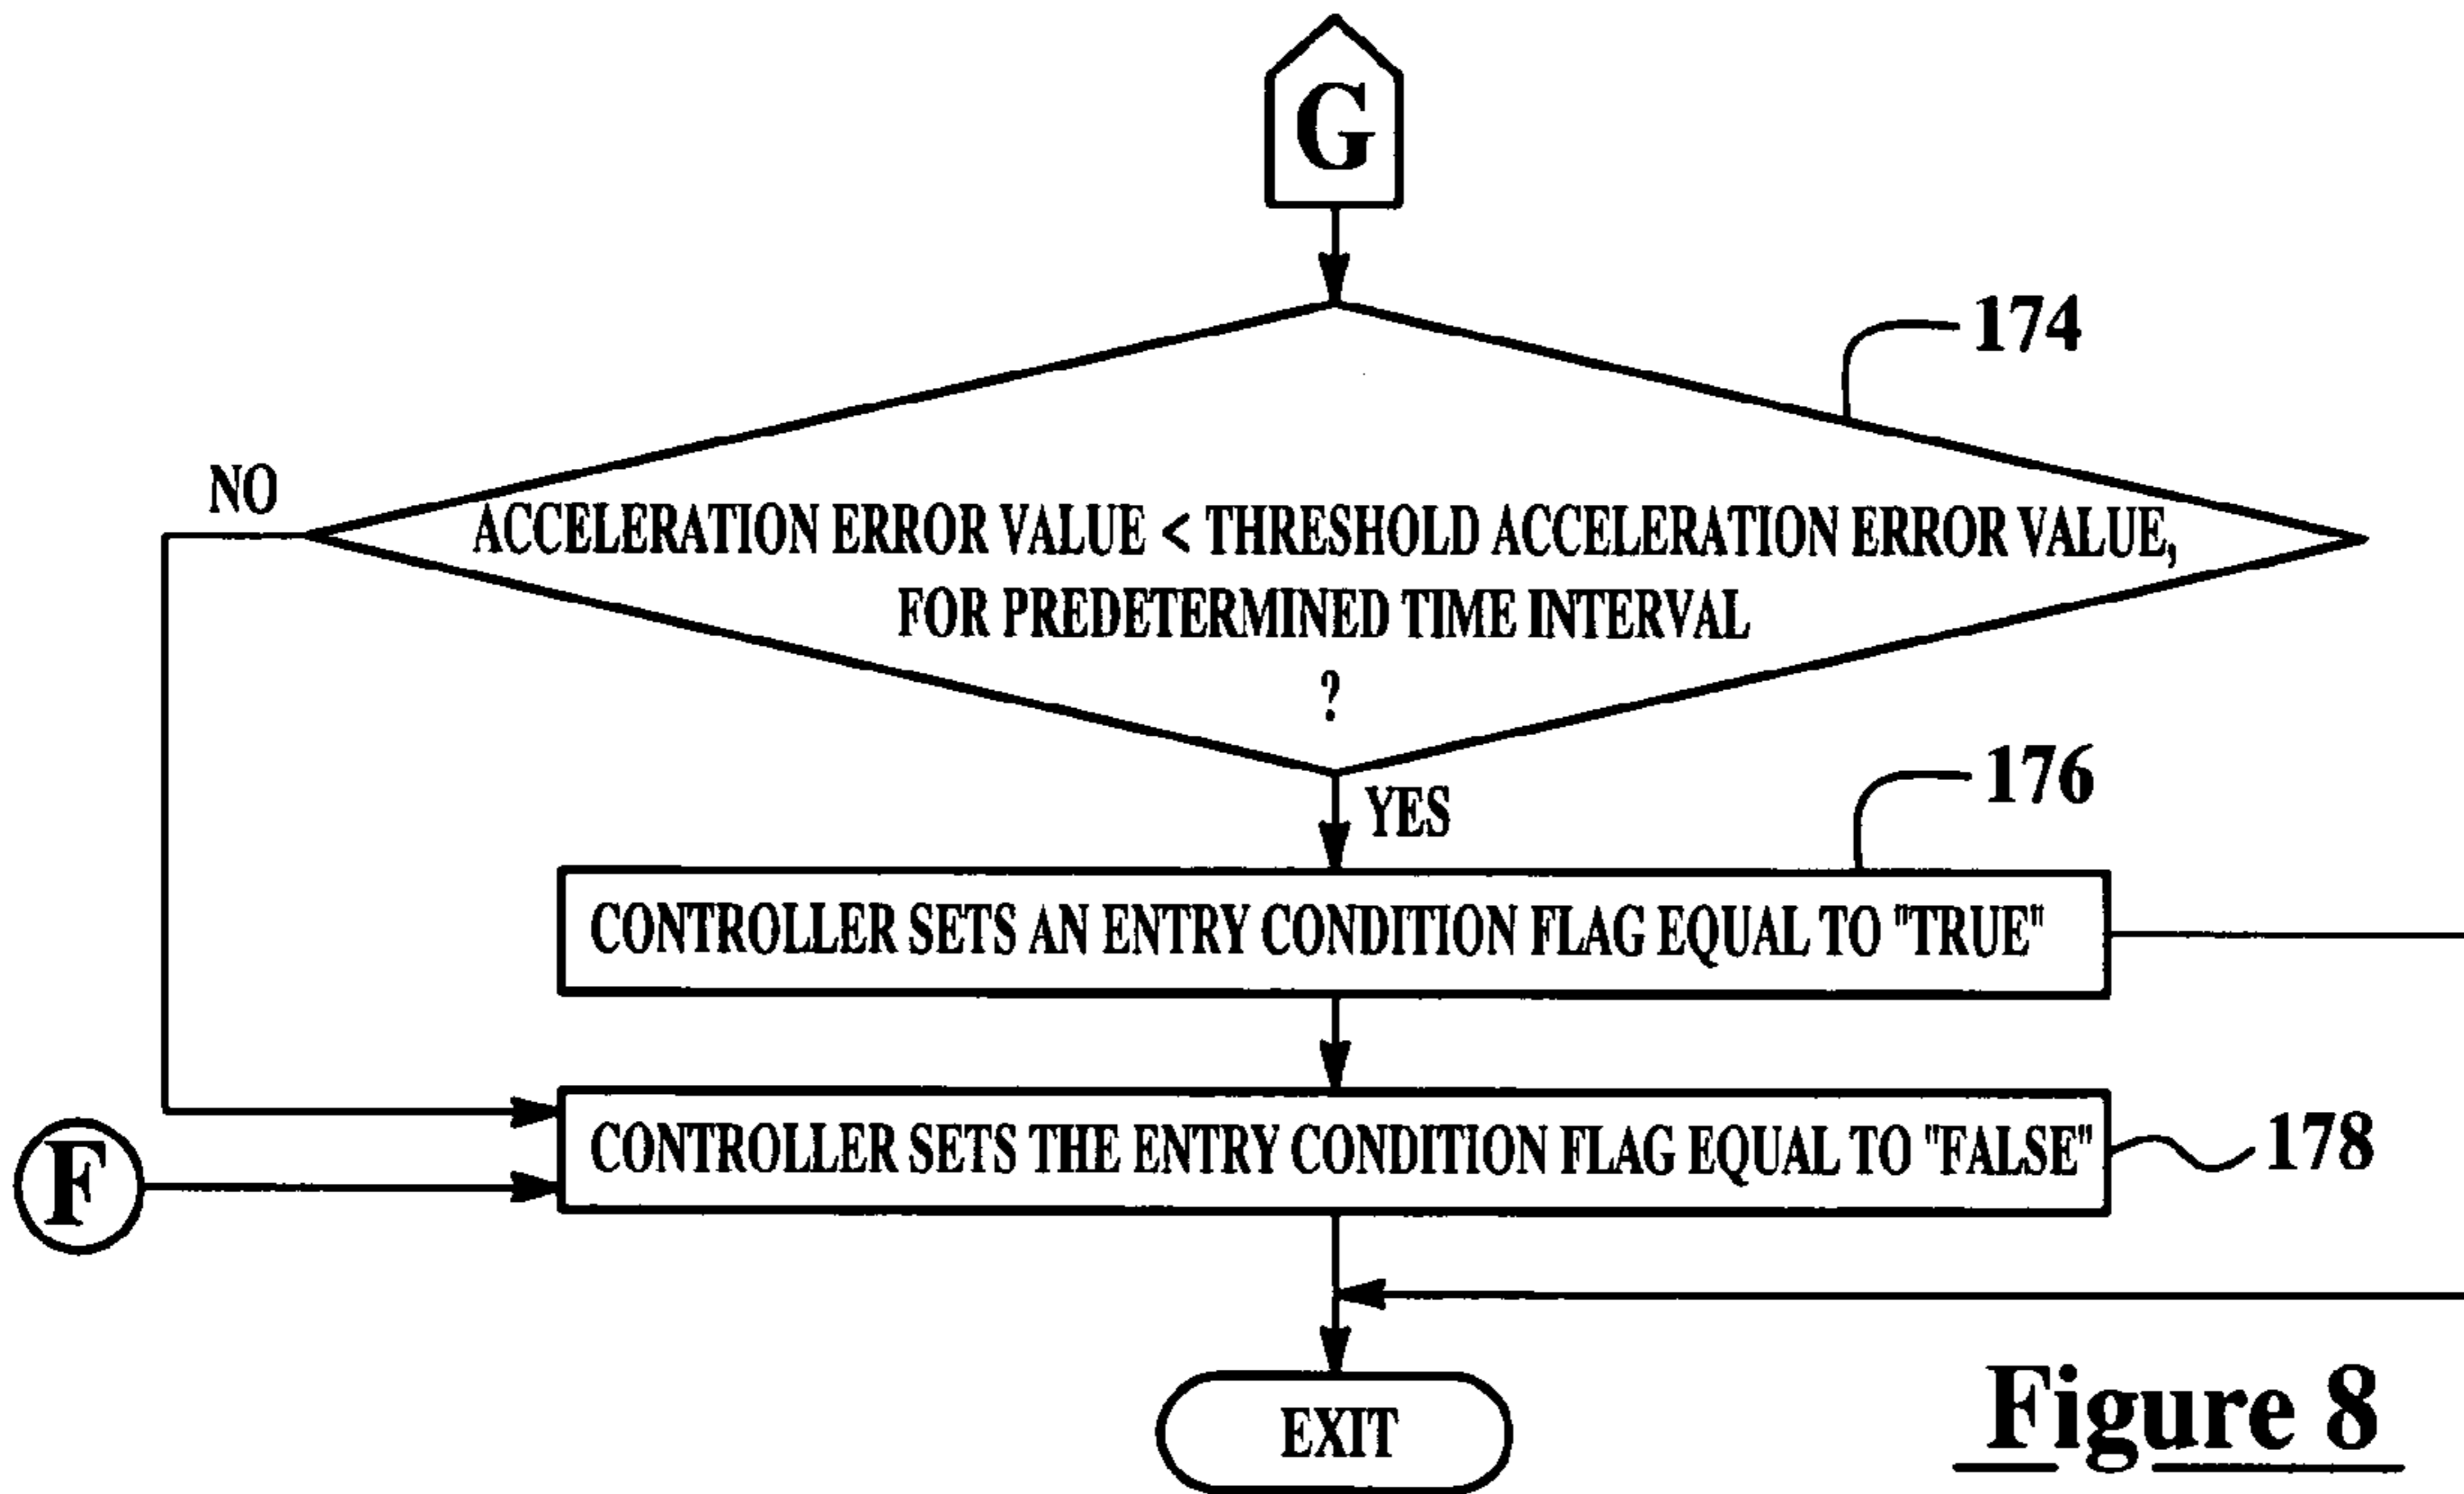 G
174
NO
ACCELERATION ERROR VALUE < THRESHOLD ACCELERATION ERROR VALUE,
FOR PREDETERMINED TIME INTERVAL
?
YES
176
CONTROLLER SETS AN ENTRY CONDITION FLAG EQUAL TO "TRUE"
CONTROLLER SETS THE ENTRY CONDITION FLAG EQUAL TO "FALSE"
178
F
EXIT
Figure 8